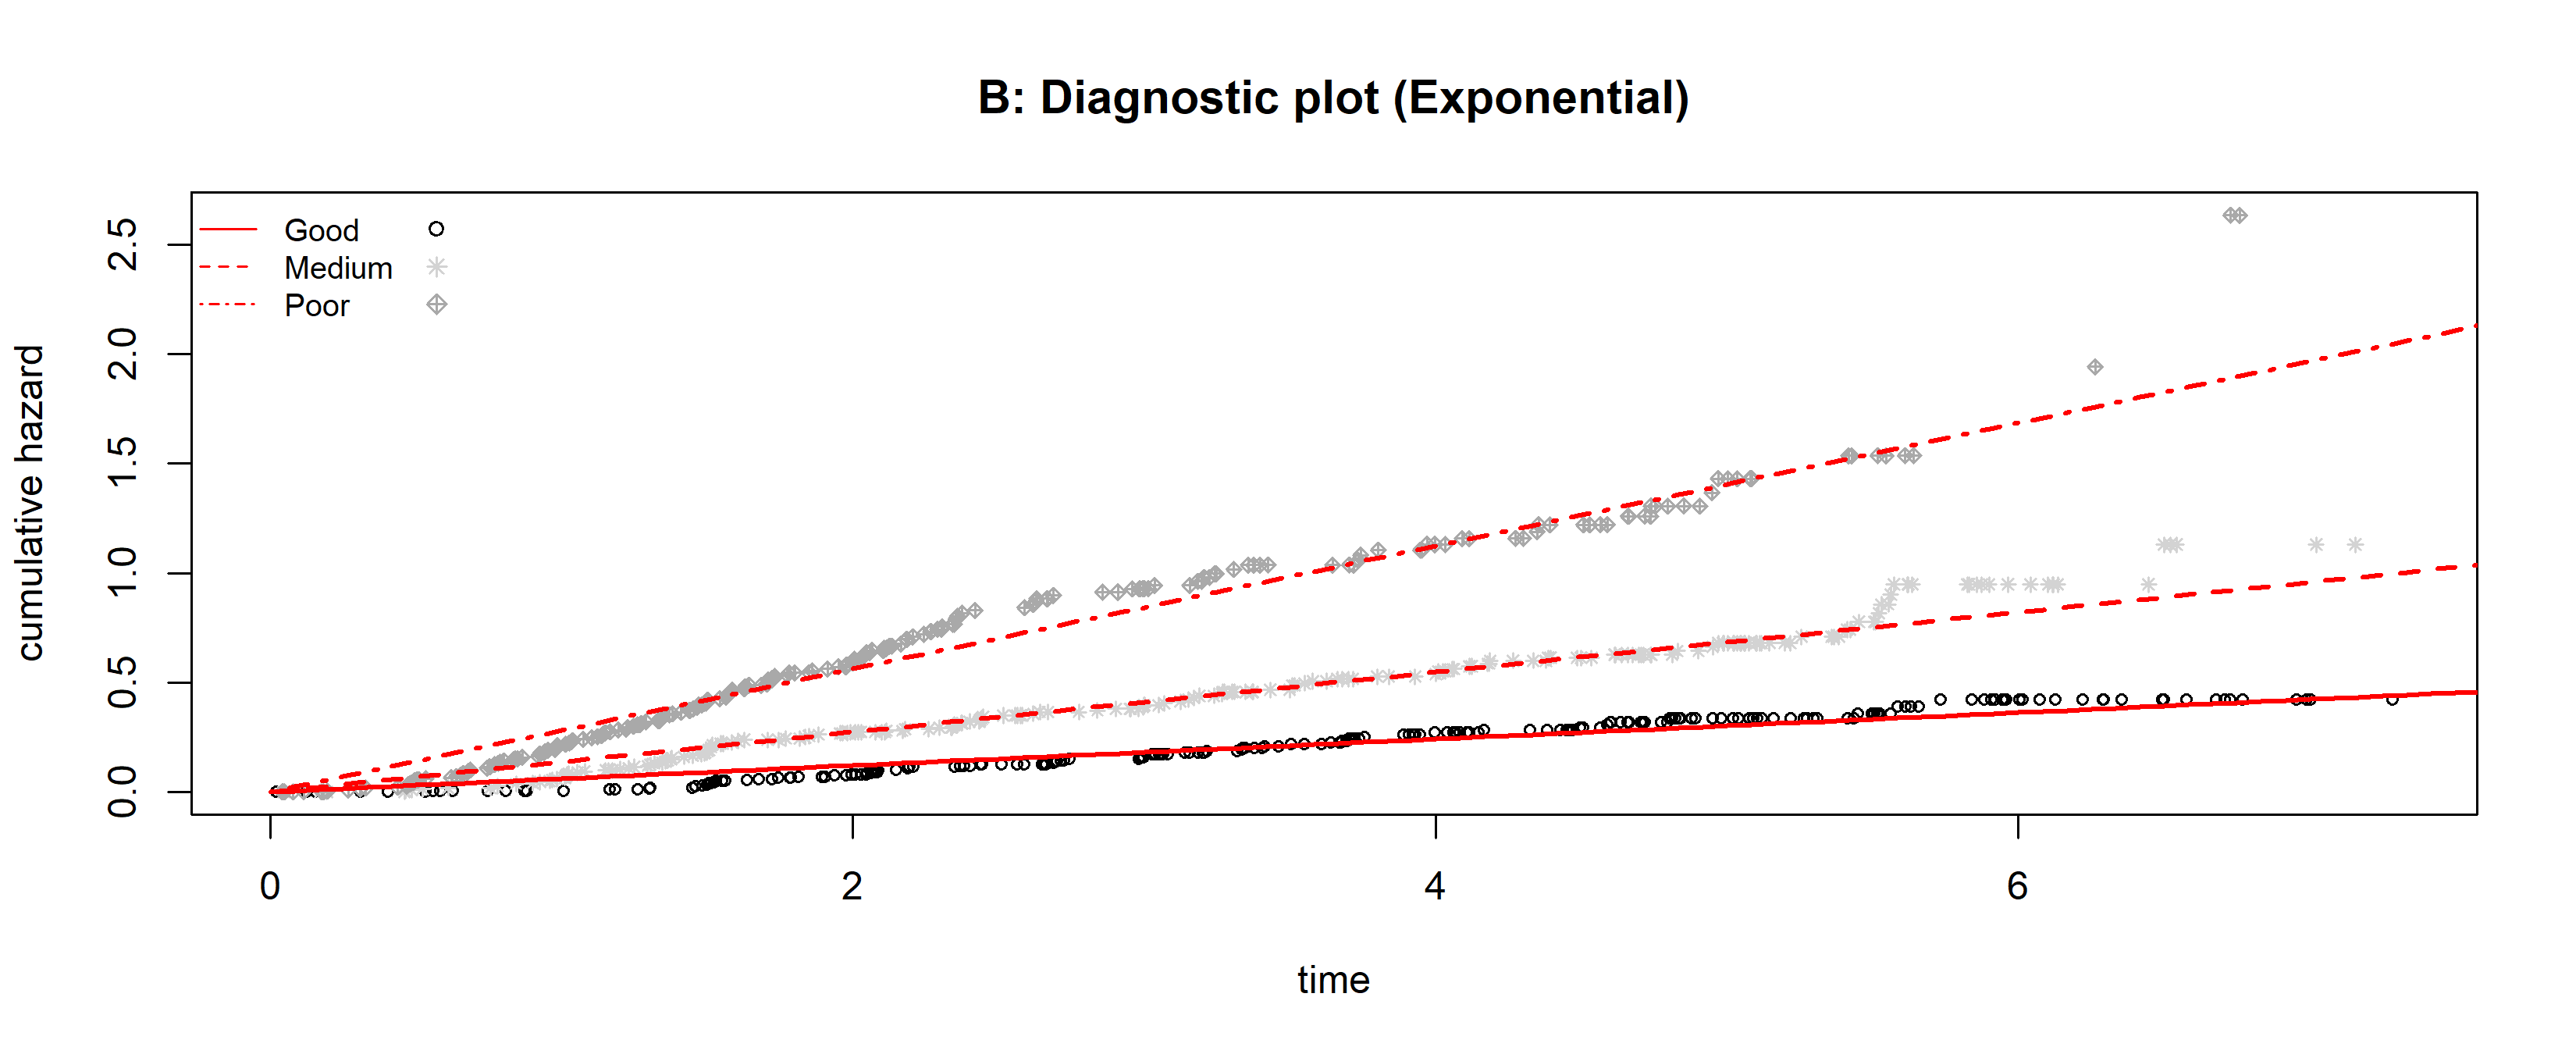 B: Diagnostic plot (Exponential)
Good
Medium
Poor
cumulative hazard
2.5
2.0
1.5
1.0
0.5
0.0
0 2 4 6
time